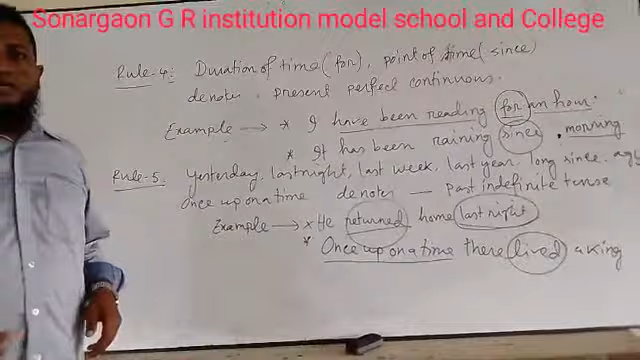 Sonargaon G R institution model school and College
Rule-4: Duration of time (for), point of time (since)
denotes present perfect continuous.
Example → * I have been reading for an hour.
* It has been raining since morning
Rule-5. Yesterday, last night, last week, last year, long since, ago
Once upon a time denotes — past indefinite tense
Example → * He returned home last night
* Once upon a time there lived a king